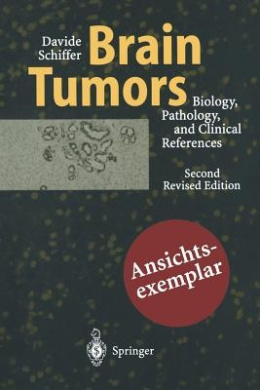 Davide
Schiffer
Brain
Tumors
Biology,
Pathology,
and Clinical
References
Second
Revised Edition
Ansichts-
exemplar
Springer